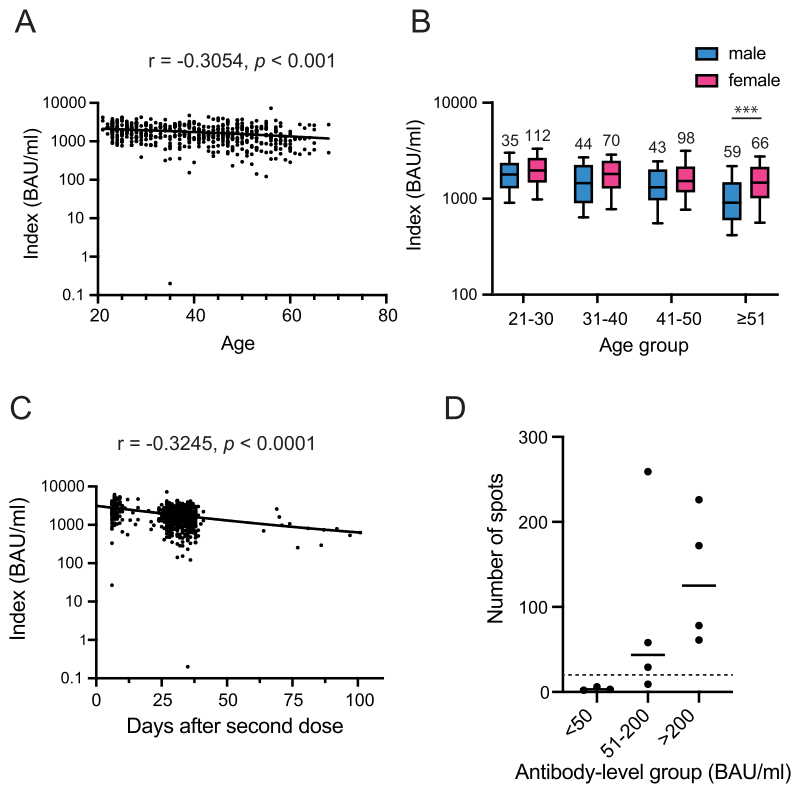 A
r = -0.3054, p < 0.001
Index (BAU/ml)
10000
1000
100
10
1
0.1
20
40
60
80
Age
B
male
female
***
Index (BAU/ml)
10000
1000
100
35
112
44
70
43
98
59
66
21-30
31-40
41-50
≥51
Age group
C
r = -0.3245, p < 0.0001
Index (BAU/ml)
10000
1000
100
10
1
0.1
0
25
50
75
100
Days after second dose
D
Number of spots
300
200
100
0
<50
51-200
>200
Antibody-level group (BAU/ml)